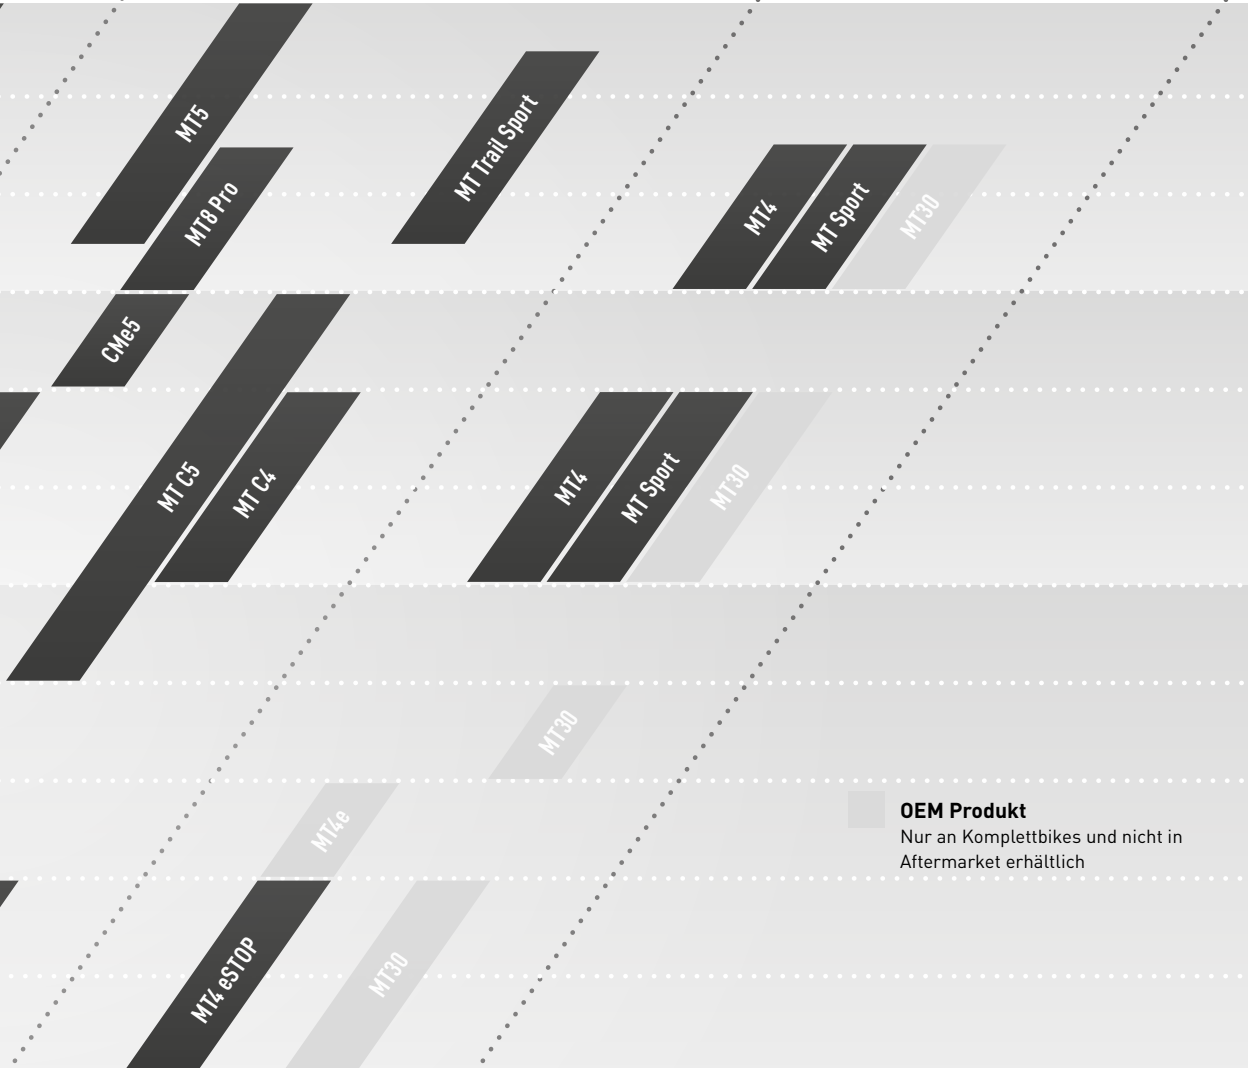 MT5
MT Trail Sport
MT8 Pro
MT4
MT Sport
MT30
CMe5
MT C5
MT C4
MT4
MT Sport
MT30
MT30
MT4e
OEM Produkt
Nur an Komplettbikes und nicht in
Aftermarket erhältlich
MT4 eSTOP
MT30